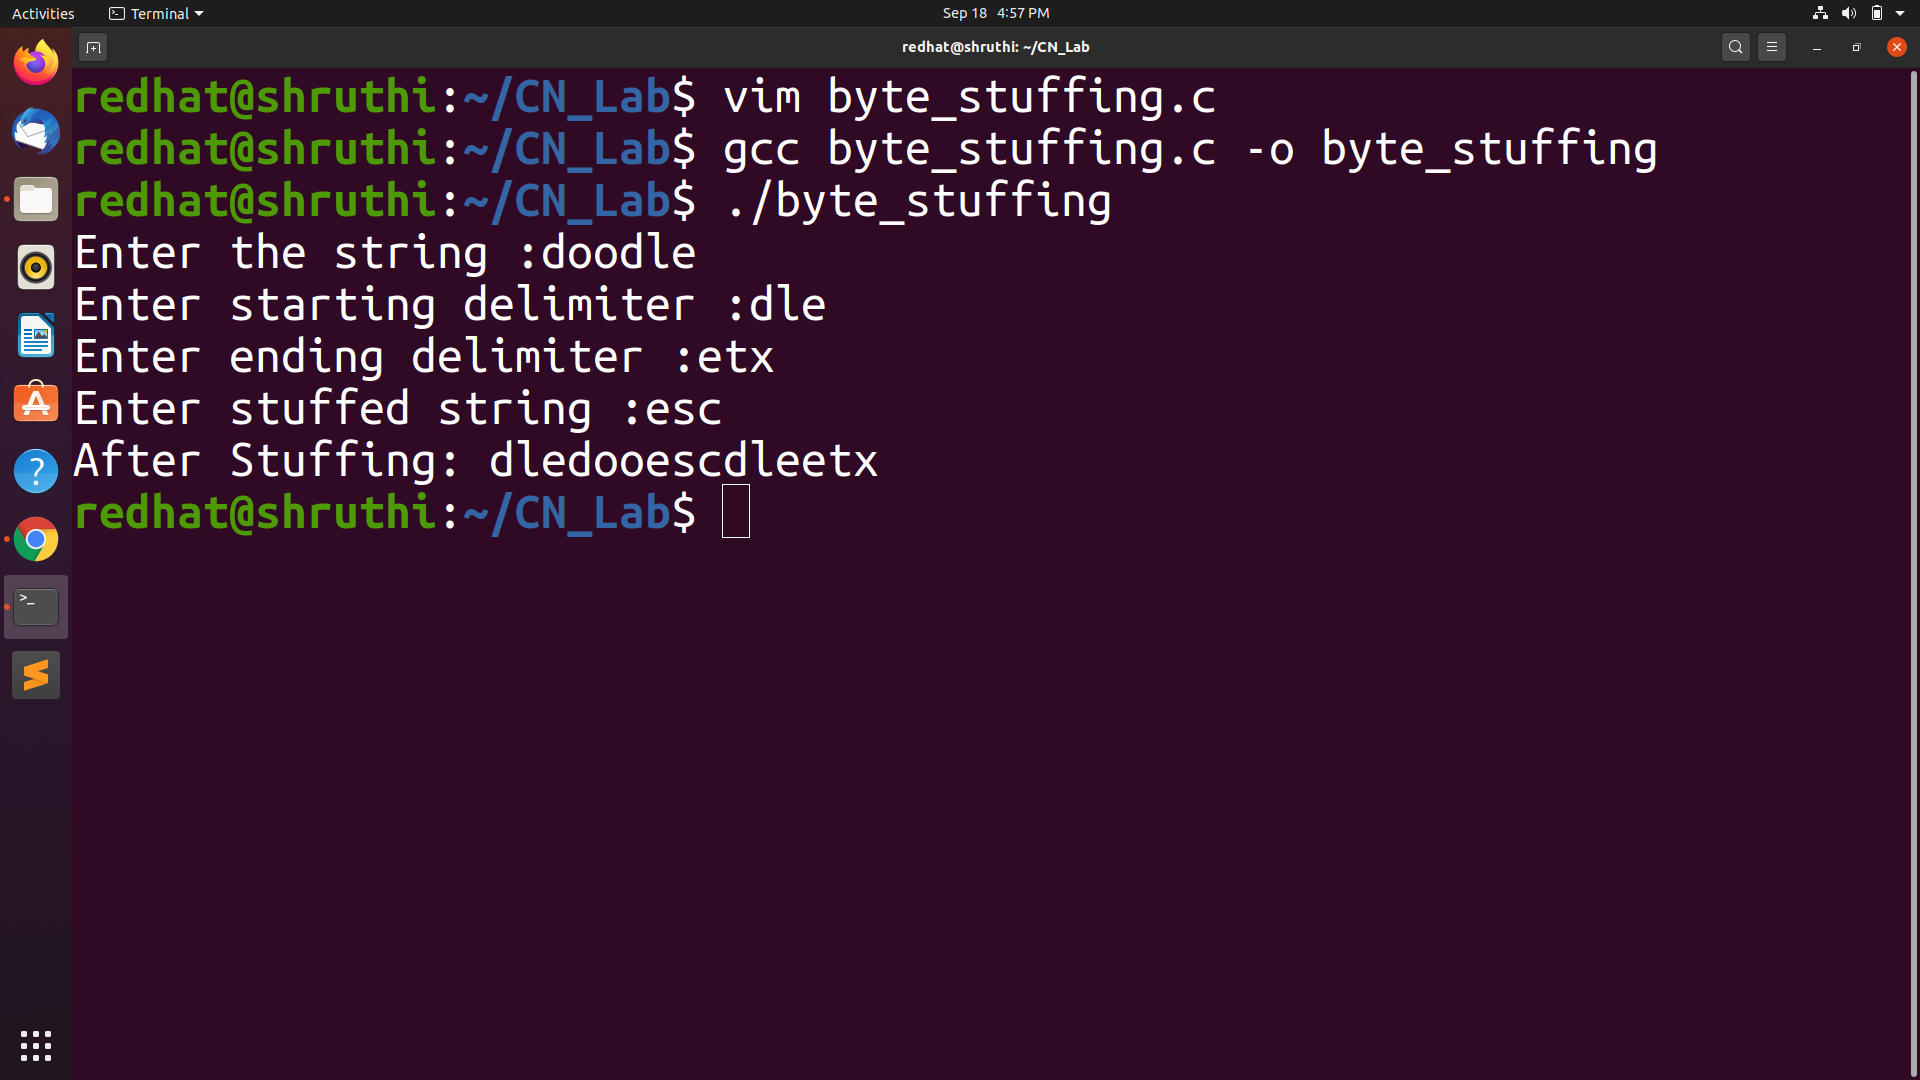 Activities Terminal Sep 18 4:57 PM
redhat@shruthi: ~/CN_Lab
redhat@shruthi:~/CN_Lab$ vim byte_stuffing.c
redhat@shruthi:~/CN_Lab$ gcc byte_stuffing.c -o byte_stuffing
redhat@shruthi:~/CN_Lab$ ./byte_stuffing
Enter the string :doodle
Enter starting delimiter :dle
Enter ending delimiter :etx
Enter stuffed string :esc
After Stuffing: dledooescdleetx
redhat@shruthi:~/CN_Lab$